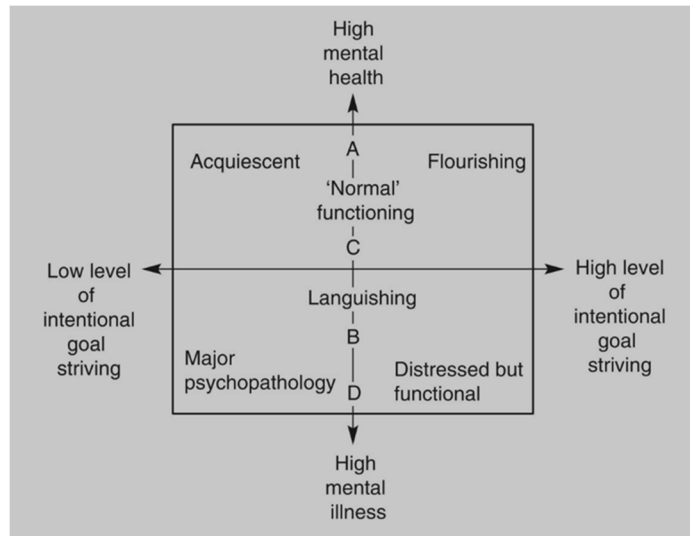 High
mental
health
A
Acquiescent
Flourishing
'Normal'
functioning
C
Low level
of
intentional
goal
striving
High level
of
intentional
goal
striving
Languishing
B
Major
psychopathology
D
Distressed but
functional
High
mental
illness